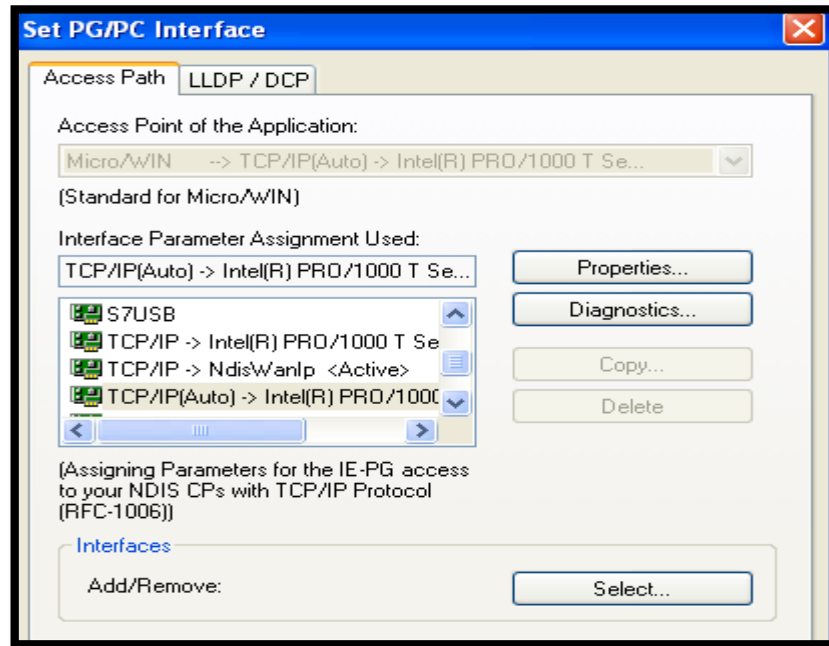 Set PG/PC Interface
Access Path
LLDP / DCP
Access Point of the Application:
Micro/WIN --> TCP/IP(Auto) -> Intel(R) PRO/1000 T Se...
(Standard for Micro/WIN)
Interface Parameter Assignment Used:
TCP/IP(Auto) -> Intel(R) PRO/1000 T Se...
Properties...
S7USB
TCP/IP -> Intel(R) PRO/1000 T Se
TCP/IP -> NdisWanIp <Active>
TCP/IP(Auto) -> Intel(R) PRO/1000
Diagnostics...
Copy...
Delete
(Assigning Parameters for the IE-PG access
to your NDIS CPs with TCP/IP Protocol
(RFC-1006))
Interfaces
Add/Remove:
Select...